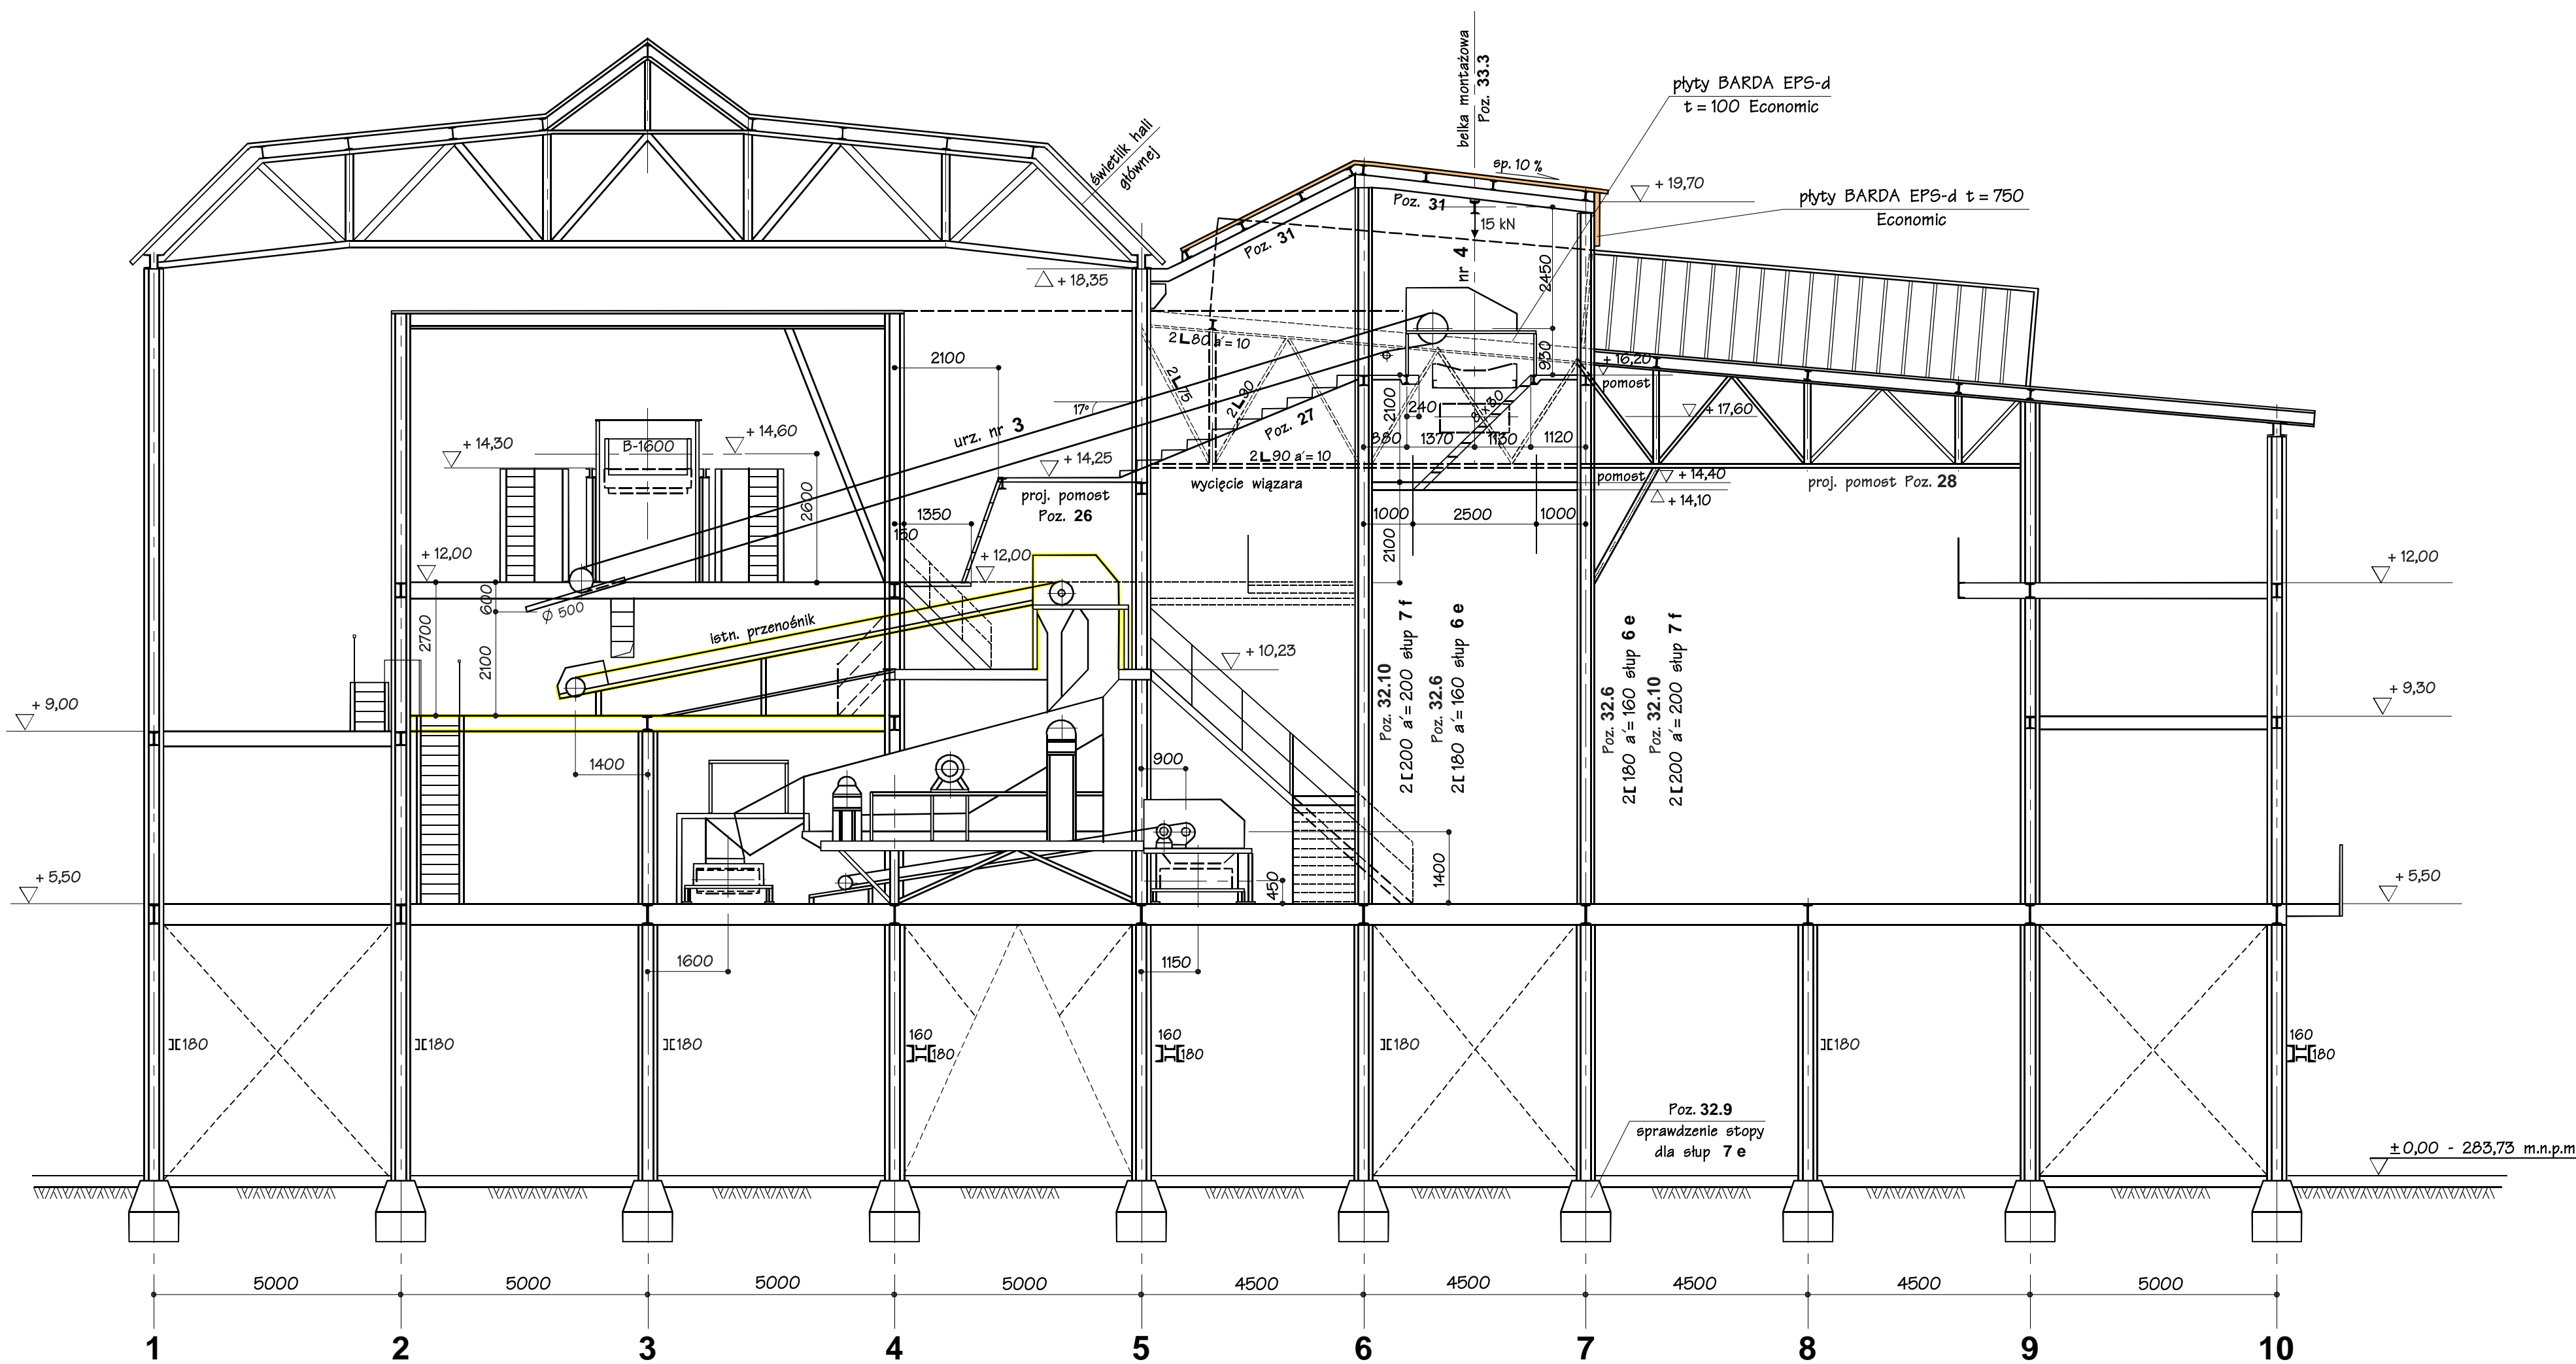 belka montażowa
Poz. 33.3
płyty BARDA EPS-d
t = 100 Economic
świetlik hali
głównej
sp. 10 %
+ 19,70
płyty BARDA EPS-d t = 750
Economic
Poz. 31
15 kN
Poz. 31
nr 4
2450
+ 18,35
2L80 a' = 10
930
+ 16,20
pomost
2100
2L75
2L90
17°
2100
240
8 x 30
+ 17,60
urz. nr 3
Poz. 27
880
1370
1130
1120
+ 14,30
B-1600
+ 14,60
+ 14,25
2L90 a' = 10
wycięcie wiązara
pomost
+ 14,40
+ 14,10
proj. pomost Poz. 28
2600
proj. pomost
Poz. 26
1350
150
1000
2500
1000
2100
+ 12,00
+ 12,00
+ 12,00
600
Ø 500
2700
2100
istn. przenośnik
+ 10,23
Poz. 32.10
2[200 a' = 200 słup 7 f
Poz. 32.6
2[180 a' = 160 słup 6 e
Poz. 32.6
2[180 a' = 160 słup 6 e
Poz. 32.10
2[200 a' = 200 słup 7 f
+ 9,00
+ 9,30
1400
900
1400
450
+ 5,50
+ 5,50
1600
1150
][180
][180
][180
160
180
160
180
][180
][180
160
180
Poz. 32.9
sprawdzenie stopy
dla słup 7 e
± 0,00 - 283,73 m.n.p.m
5000
5000
5000
5000
4500
4500
4500
4500
5000
1
2
3
4
5
6
7
8
9
10